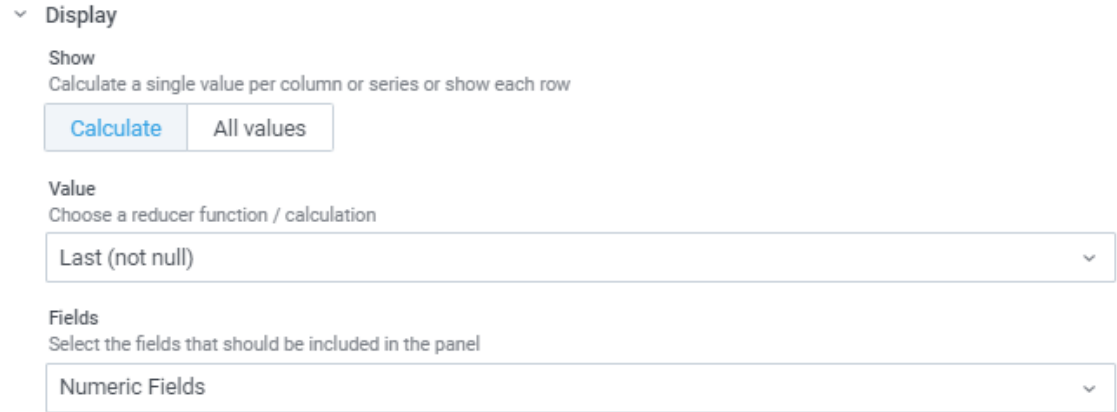 Display
Show
Calculate a single value per column or series or show each row
Calculate All values
Value
Choose a reducer function / calculation
Last (not null)
Fields
Select the fields that should be included in the panel
Numeric Fields